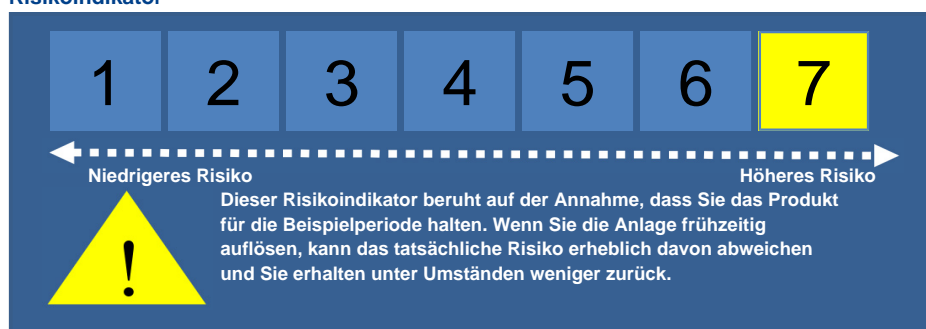 Risikoindikator
1 2 3 4 5 6 7
Niedrigeres Risiko Höheres Risiko
Dieser Risikoindikator beruht auf der Annahme, dass Sie das Produkt
für die Beispielperiode halten. Wenn Sie die Anlage frühzeitig
auflösen, kann das tatsächliche Risiko erheblich davon abweichen
und Sie erhalten unter Umständen weniger zurück.
!